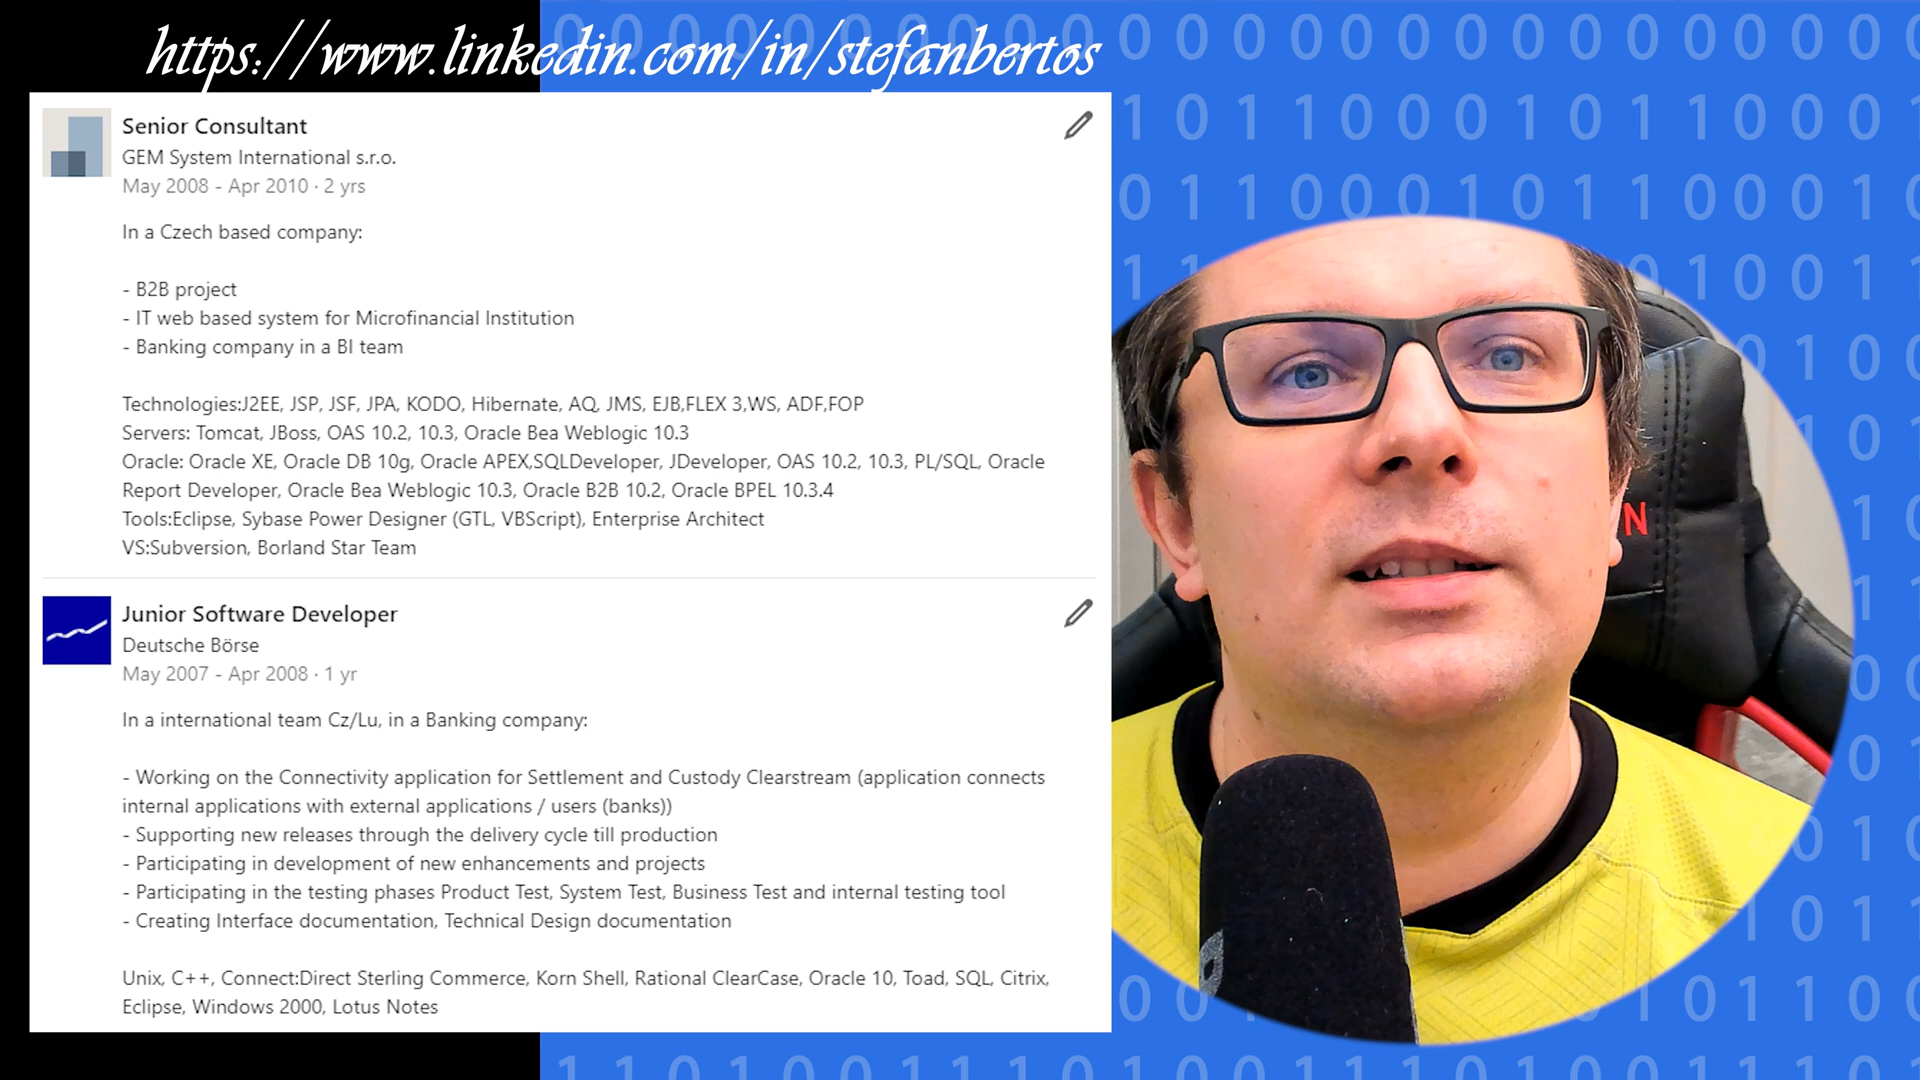 https://www.linkedin.com/in/stefanbertos
Senior Consultant
GEM System International s.r.o.
May 2008 - Apr 2010 · 2 yrs
In a Czech based company:
- B2B project
- IT web based system for Microfinancial Institution
- Banking company in a BI team
Technologies:J2EE, JSP, JSF, JPA, KODO, Hibernate, AQ, JMS, EJB,FLEX 3,WS, ADF,FOP
Servers: Tomcat, JBoss, OAS 10.2, 10.3, Oracle Bea Weblogic 10.3
Oracle: Oracle XE, Oracle DB 10g, Oracle APEX,SQLDeveloper, JDeveloper, OAS 10.2, 10.3, PL/SQL, Oracle
Report Developer, Oracle Bea Weblogic 10.3, Oracle B2B 10.2, Oracle BPEL 10.3.4
Tools:Eclipse, Sybase Power Designer (GTL, VBScript), Enterprise Architect
VS:Subversion, Borland Star Team
Junior Software Developer
Deutsche Börse
May 2007 - Apr 2008 · 1 yr
In a international team Cz/Lu, in a Banking company:
- Working on the Connectivity application for Settlement and Custody Clearstream (application connects
internal applications with external applications / users (banks))
- Supporting new releases through the delivery cycle till production
- Participating in development of new enhancements and projects
- Participating in the testing phases Product Test, System Test, Business Test and internal testing tool
- Creating Interface documentation, Technical Design documentation
Unix, C++, Connect:Direct Sterling Commerce, Korn Shell, Rational ClearCase, Oracle 10, Toad, SQL, Citrix,
Eclipse, Windows 2000, Lotus Notes
N